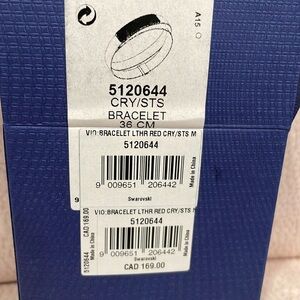 A15
5120644
CRY/STS
BRACELET
36 CM
VIO:BRACELET LTHR RED CRY/STS M
5120644
9 009651 206442
Made in China
Swarovski
VIO:BRACELET LTHR RED CRY/STS M
5120644
9 009651 206442
Made in China
5120644
CAD 169.00
Swarovski
CAD 169.00